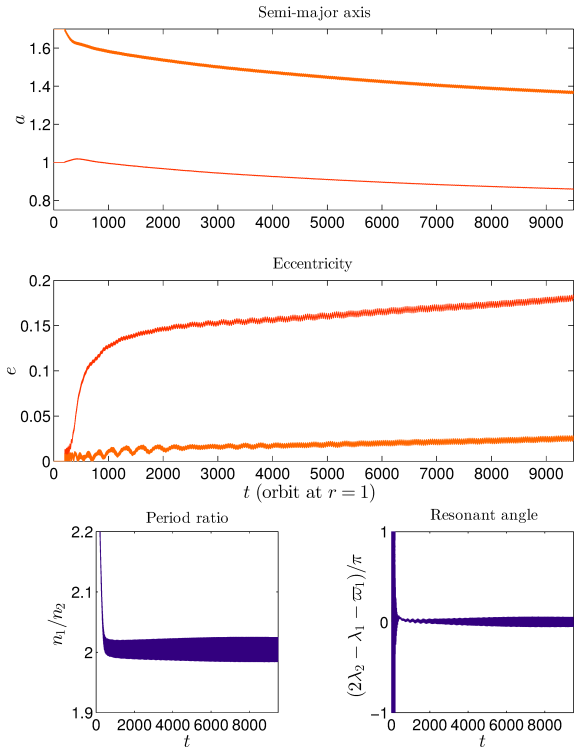 Semi-major axis
1.6
1.4
1.2
1
0.8
a
0 1000 2000 3000 4000 5000 6000 7000 8000 9000
Eccentricity
0.2
0.15
0.1
0.05
0
e
0 1000 2000 3000 4000 5000 6000 7000 8000 9000
t (orbit at r = 1)
Period ratio
2.2
2.1
2
1.9
n₁/n₂
0 2000 4000 6000 8000
t
Resonant angle
1
0
−1
(2λ₂ − λ₁ − ϖ₁)/π
0 2000 4000 6000 8000
t